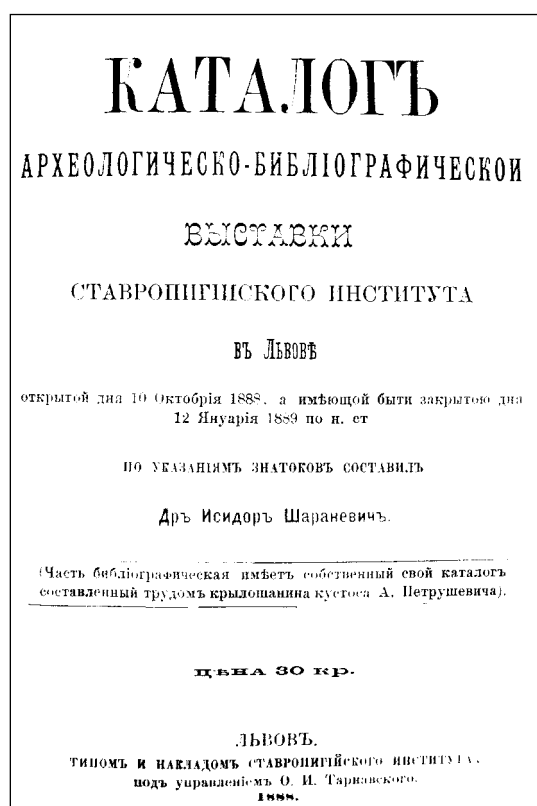 КАТАЛОГЪ
АРХЕОЛОГИЧЕСКО-БИБЛІОГРАФИЧЕСКОИ
ВЫСТАВКИ
СТАВРОПИГІЙСКОГО ИНСТИТУТА
ВЪ ЛЬВОВѢ
открытой дня 10 Октобрія 1888, а имѣющой быти закрытою дня
12 Януарія 1889 по н. ст
ПО УКАЗАНІЯМЪ ЗНАТОКОВЪ СОСТАВИЛЪ
Дръ Исидоръ Шараневичъ.
(Часть библіографическая имѣетъ собственный свой каталогъ
составленный трудомъ крылошанина кустоса А. Петрушевича).
ЦѢНА 30 кр.
ЛЬВОВЪ.
ТИПОМЪ И НАКЛАДОМЪ СТАВРОПИГІЙСКОГО ИНСТИТУТА,
подъ управленіемъ О. И. Тарнавского.
1888.